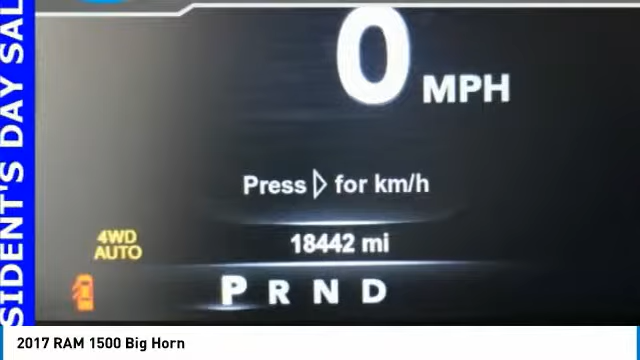 SIDENT'S DAY SAL
0 MPH
Press ▷ for km/h
4WD
AUTO
18442 mi
P R N D
2017 RAM 1500 Big Horn